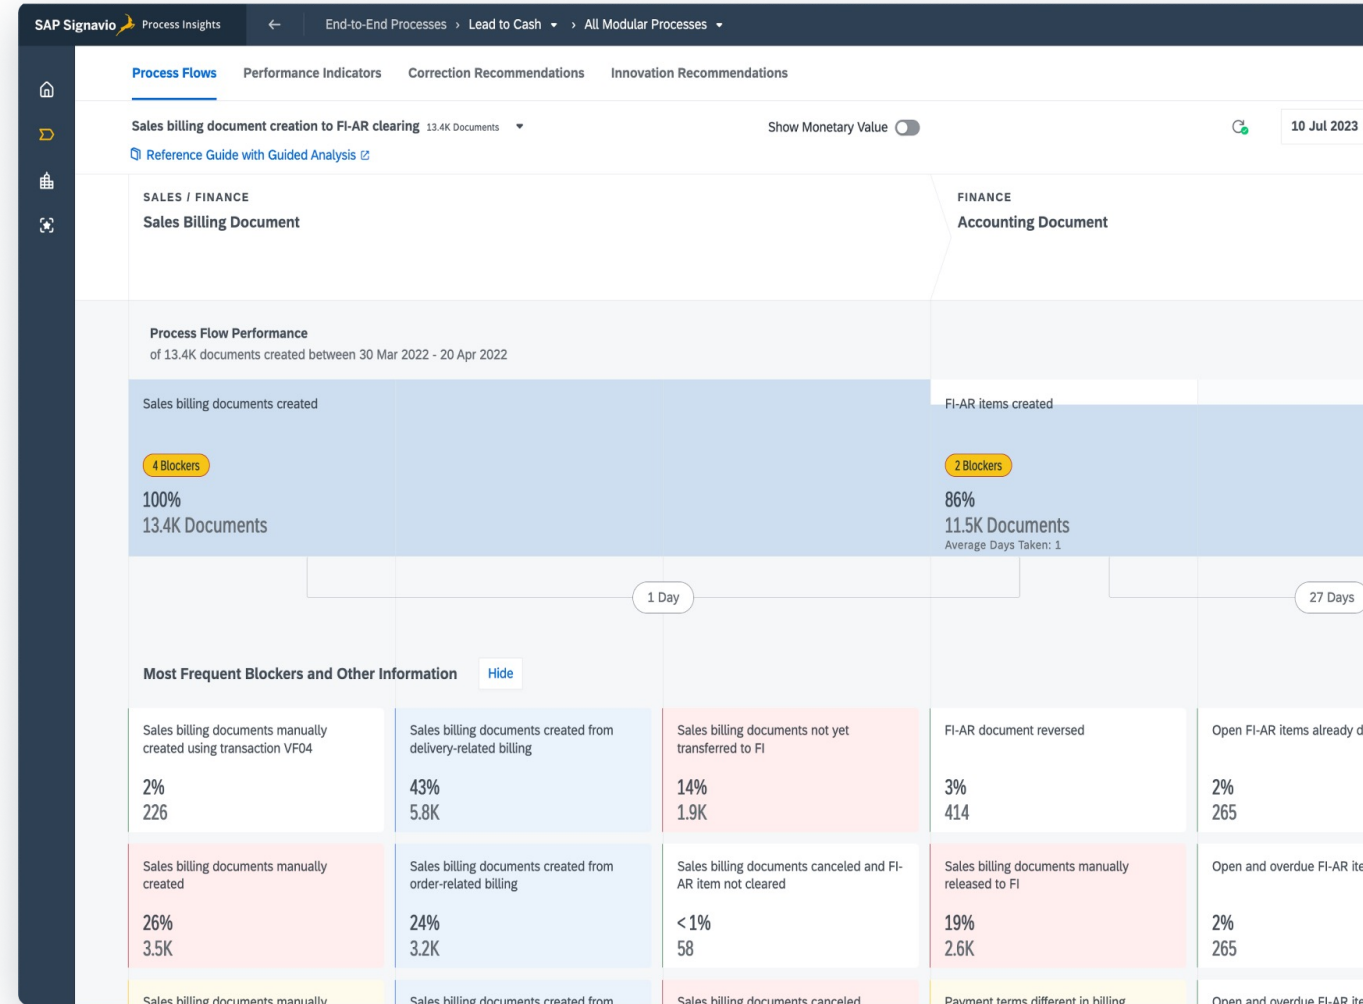 SAP Signavio Process Insights
End-to-End Processes › Lead to Cash › All Modular Processes
Process Flows Performance Indicators Correction Recommendations Innovation Recommendations
Sales billing document creation to FI-AR clearing 13.4K Documents
Show Monetary Value
10 Jul 2023
Reference Guide with Guided Analysis
SALES / FINANCE
Sales Billing Document
FINANCE
Accounting Document
Process Flow Performance
of 13.4K documents created between 30 Mar 2022 - 20 Apr 2022
Sales billing documents created
4 Blockers
100%
13.4K Documents
FI-AR items created
2 Blockers
86%
11.5K Documents
Average Days Taken: 1
1 Day
27 Days
Most Frequent Blockers and Other Information
Hide
Sales billing documents manually
created using transaction VF04
2%
226
Sales billing documents created from
delivery-related billing
43%
5.8K
Sales billing documents not yet
transferred to FI
14%
1.9K
FI-AR document reversed
3%
414
Open FI-AR items already d
2%
265
Sales billing documents manually
created
26%
3.5K
Sales billing documents created from
order-related billing
24%
3.2K
Sales billing documents canceled and FI-
AR item not cleared
<1%
58
Sales billing documents manually
released to FI
19%
2.6K
Open and overdue FI-AR ite
2%
265
Sales billing documents manually
Sales billing documents created from
Sales billing documents canceled
Payment terms different in billing
Open and overdue FI-AR ite